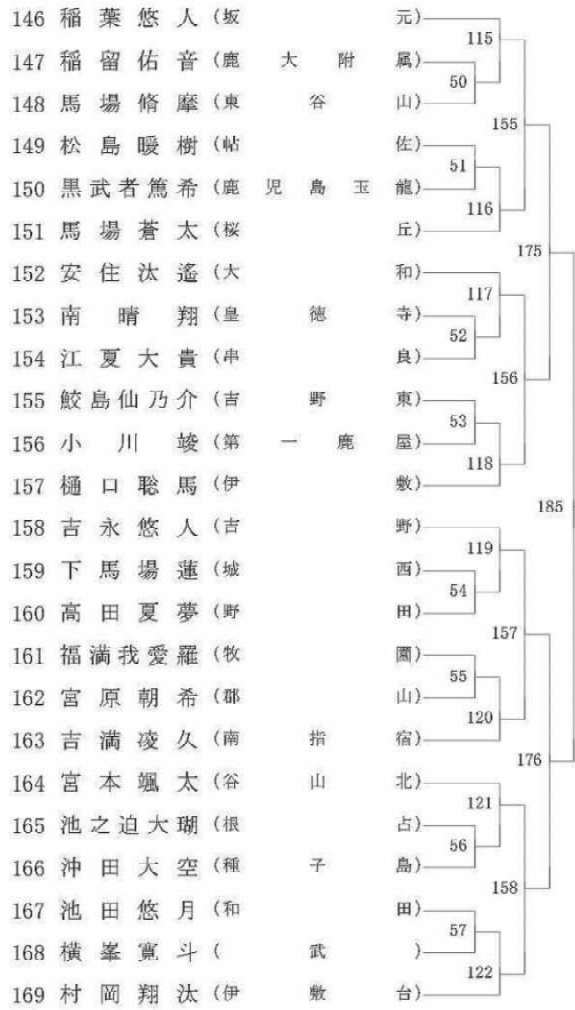 146 稲葉悠人 (坂元)
147 稲留佑音 (鹿大附属)
148 馬場脩摩 (東谷山)
149 松島暖樹 (帖佐)
150 黒武者篤希 (鹿児島玉龍)
151 馬場蒼太 (桜丘)
152 安住汰遙 (大和)
153 南晴翔 (皇徳寺)
154 江夏大貴 (串良)
155 鮫島仙乃介 (吉野東)
156 小川竣 (第一鹿屋)
157 樋口聡馬 (伊敷)
158 吉永悠人 (吉野)
159 下馬場蓮 (城西)
160 高田夏夢 (野田)
161 福満我愛羅 (牧園)
162 宮原朝希 (郡山)
163 吉満凌久 (南指宿)
164 宮本颯太 (谷山北)
165 池之迫大瑚 (根占)
166 沖田大空 (種子島)
167 池田悠月 (和田)
168 横峯寛斗 (武)
169 村岡翔汰 (伊敷台)
115
50
155
51
116
175
117
52
156
53
118
185
119
54
157
55
120
176
121
56
158
57
122